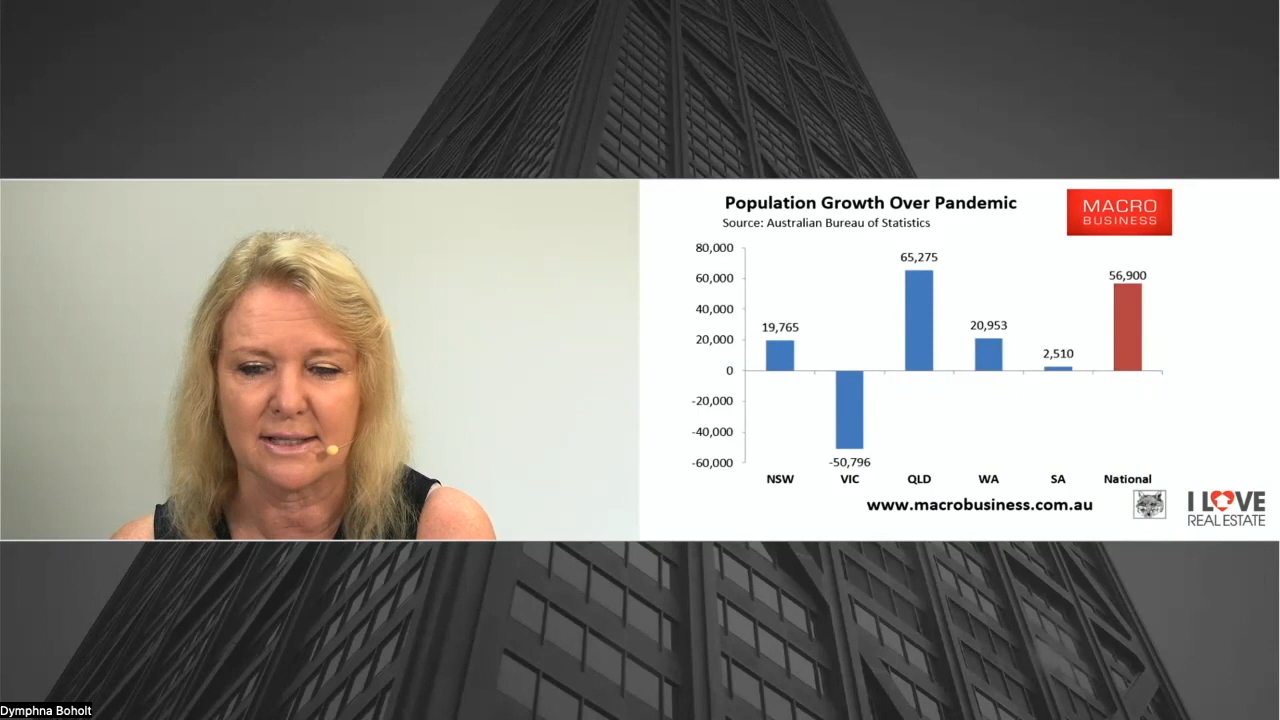 Population Growth Over Pandemic
Source: Australian Bureau of Statistics
MACRO
BUSINESS
80,000
60,000
40,000
20,000
0
-20,000
-40,000
-60,000
19,765
-50,796
65,275
20,953
2,510
56,900
NSW VIC QLD WA SA National
www.macrobusiness.com.au
I LOVE
REAL ESTATE
Dymphna Boholt